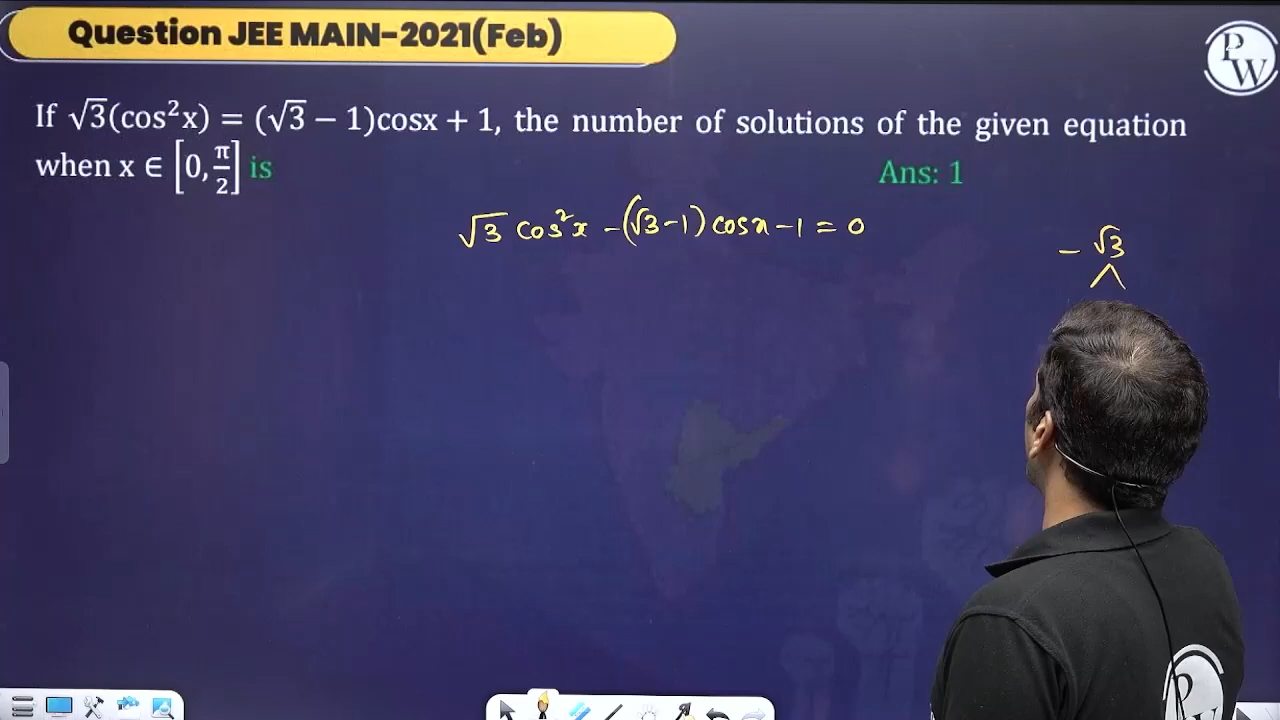 Question JEE MAIN-2021(Feb)
PW
If √3(cos²x) = (√3 − 1)cosx + 1, the number of solutions of the given equation
when x ∈ [0, π/2] is
Ans: 1
√3 cos²x − (√3−1) cosx − 1 = 0
− √3
P
W